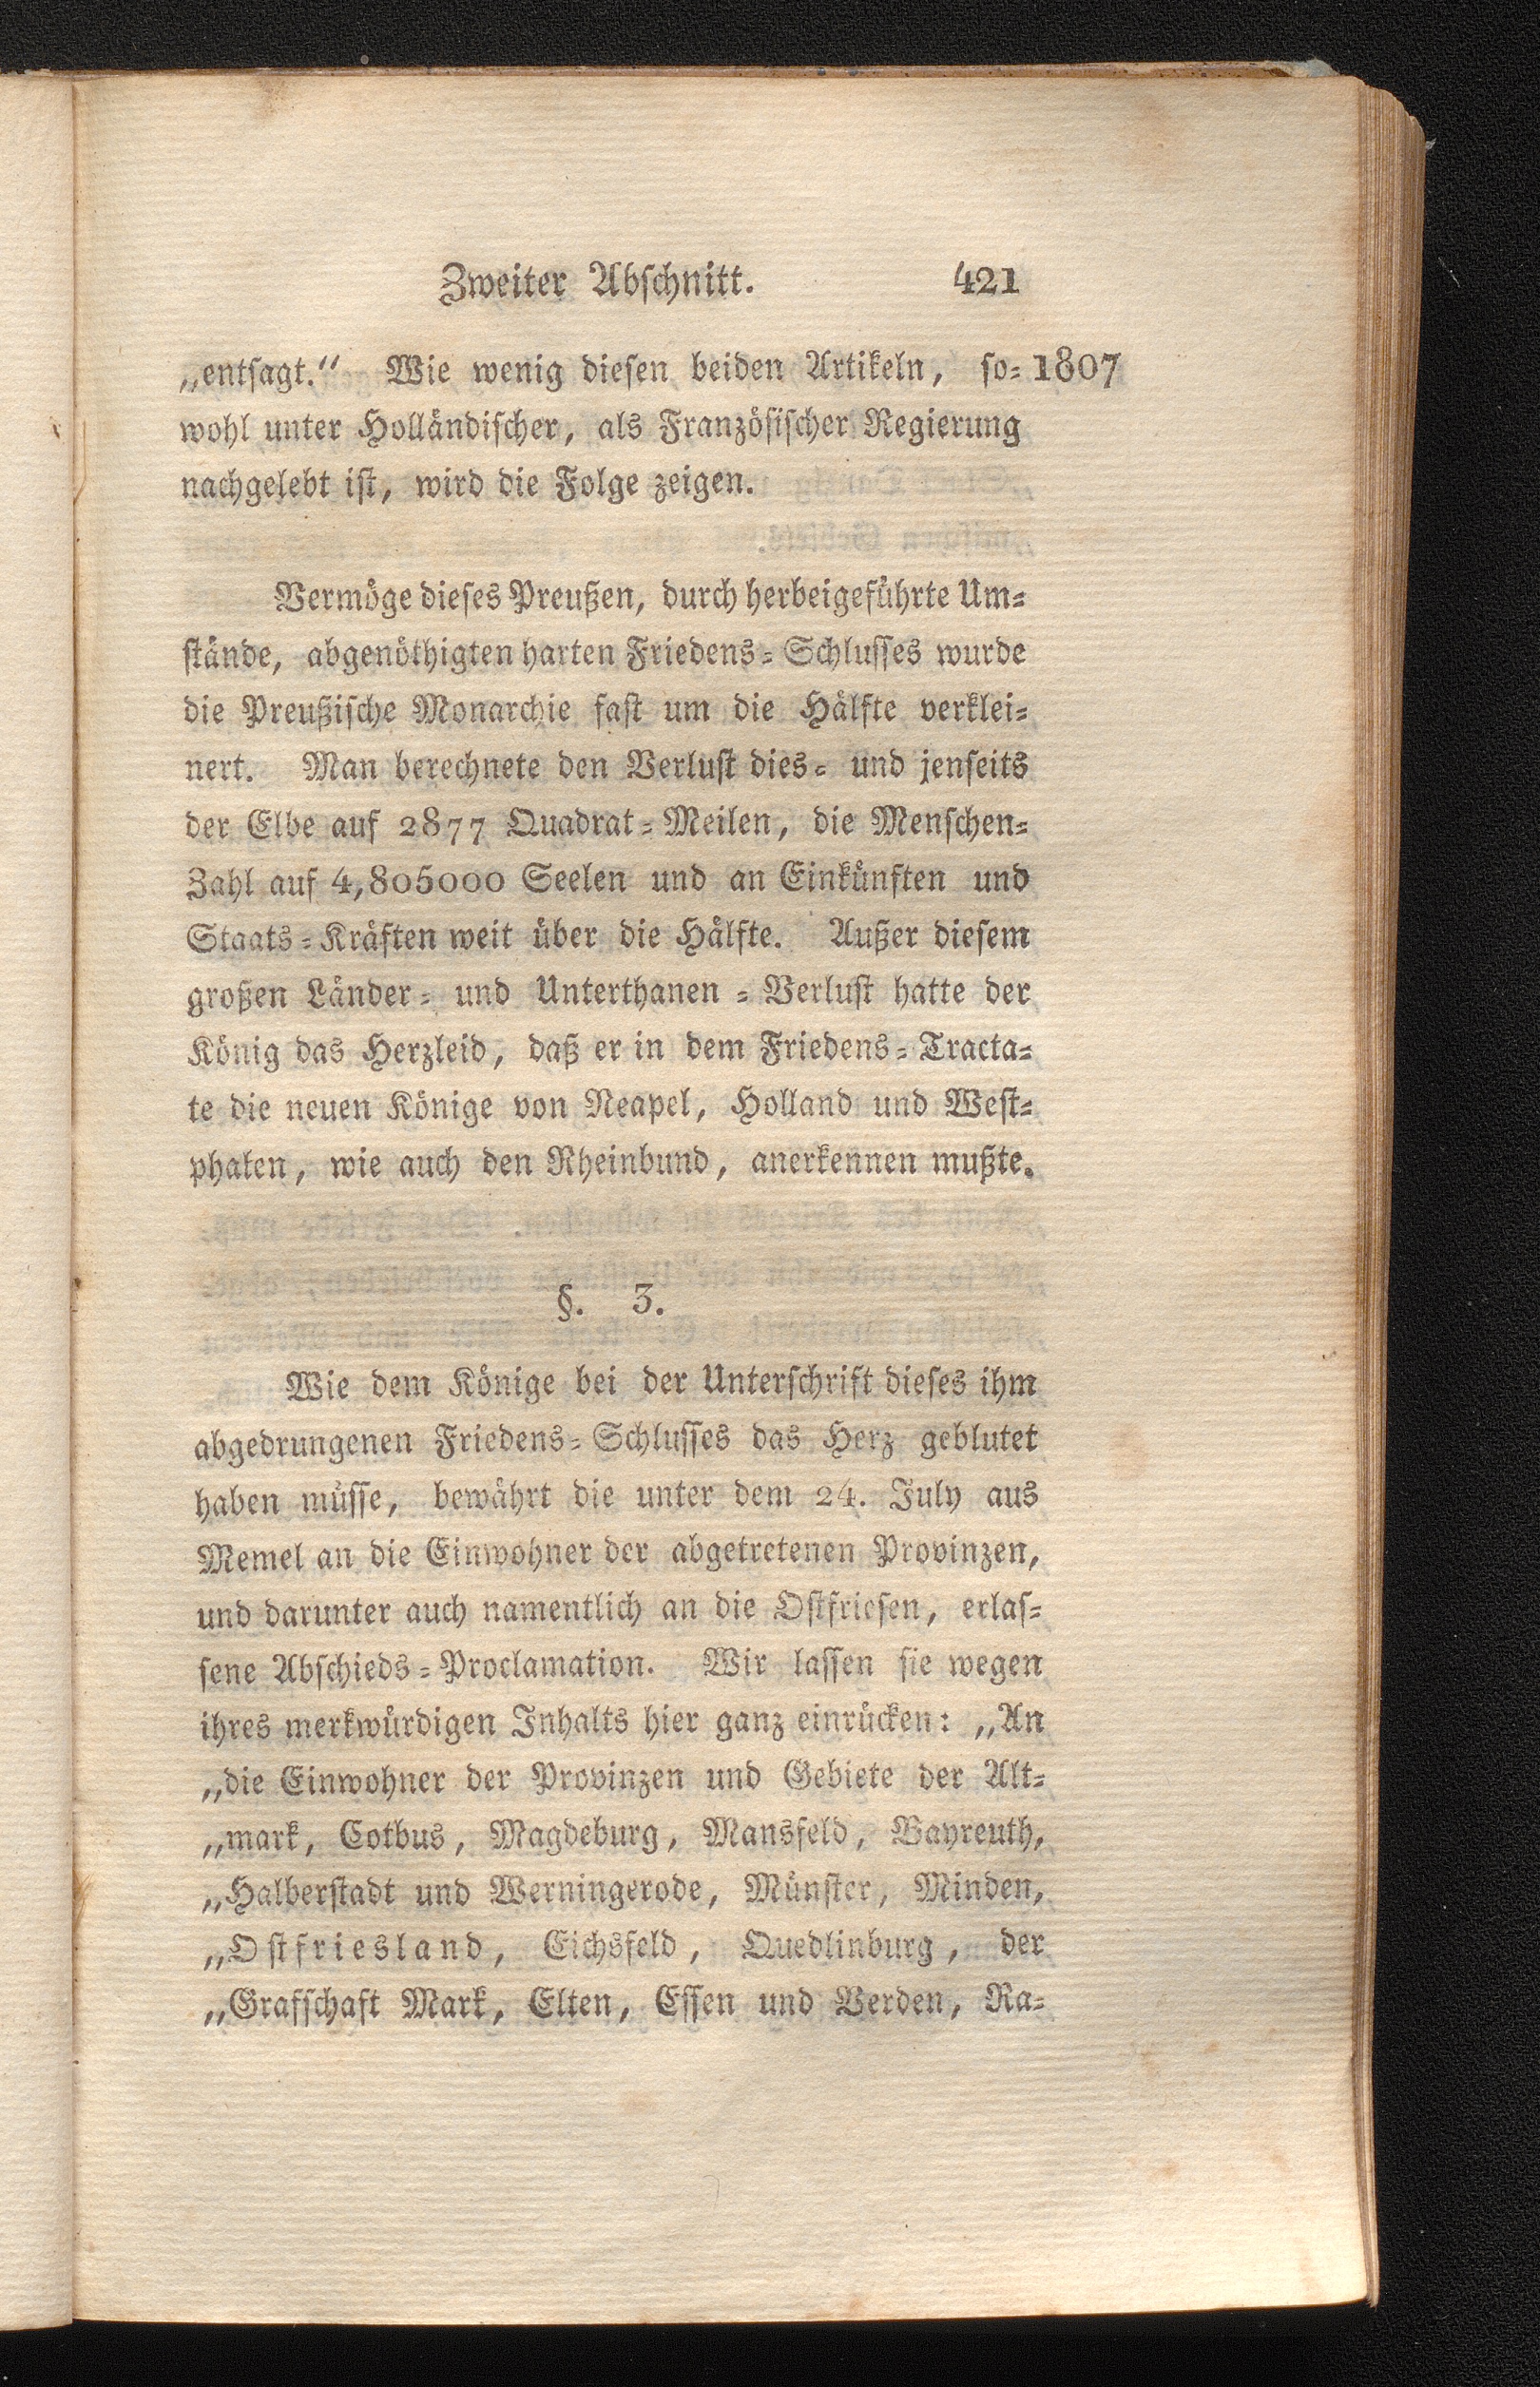 Zweiter Abschnitt. 421
„entsagt.“ Wie wenig diesen beiden Artikeln, so= 1807
wohl unter Holländischer, als Französischer Regierung
nachgelebt ist, wird die Folge zeigen.
Vermöge dieses Preußen, durch herbeigeführte Um=
stände, abgenöthigten harten Friedens=Schlusses wurde
die Preußische Monarchie fast um die Hälfte verklei=
nert. Man berechnete den Verlust dies= und jenseits
der Elbe auf 2877 Quadrat=Meilen, die Menschen=
Zahl auf 4,805000 Seelen und an Einkünften und
Staats=Kräften weit über die Hälfte. Außer diesem
großen Länder= und Unterthanen=Verlust hatte der
König das Herzleid, daß er in dem Friedens=Tracta=
te die neuen Könige von Neapel, Holland und West=
phalen, wie auch den Rheinbund, anerkennen mußte.
§. 3.
Wie dem Könige bei der Unterschrift dieses ihm
abgedrungenen Friedens=Schlusses das Herz geblutet
haben müsse, bewährt die unter dem 24. July aus
Memel an die Einwohner der abgetretenen Provinzen,
und darunter auch namentlich an die Ostfriesen, erlas=
sene Abschieds=Proclamation. Wir lassen sie wegen
ihres merkwürdigen Inhalts hier ganz einrücken: „An
„die Einwohner der Provinzen und Gebiete der Alt=
„mark, Cotbus, Magdeburg, Mansfeld, Bayreuth,
„Halberstadt und Werningerode, Münster, Minden,
„Ostfriesland, Eichsfeld, Quedlinburg, der
„Grafschaft Mark, Elten, Essen und Verden, Ra=